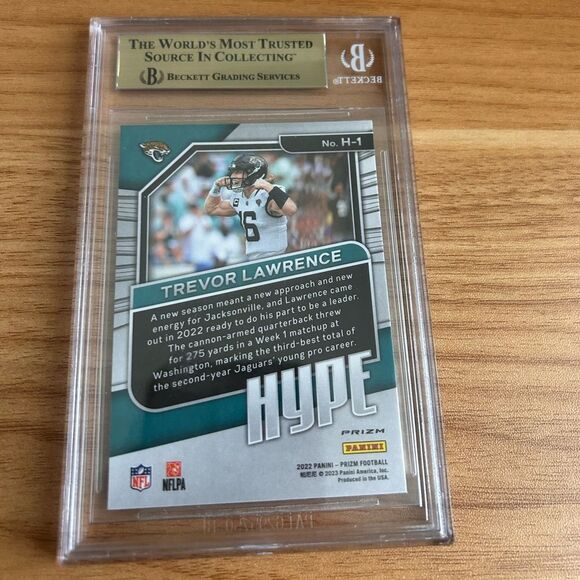 THE WORLD'S MOST TRUSTED
SOURCE IN COLLECTING™
B BECKETT GRADING SERVICES
B
BECKETT
No. H-1
16
TREVOR LAWRENCE
A new season meant a new approach and new
energy for Jacksonville, and Lawrence came
out in 2022 ready to do his part to be a leader.
The cannon-armed quarterback threw
for 275 yards in a Week 1 matchup at
Washington, marking the third-best total of
the second-year Jaguars' young pro career.
HYPE
PRIZM
PANINI
NFL
NFLPA
2022 PANINI – PRIZM FOOTBALL
© 2023 Panini America, Inc.
Produced in the USA.